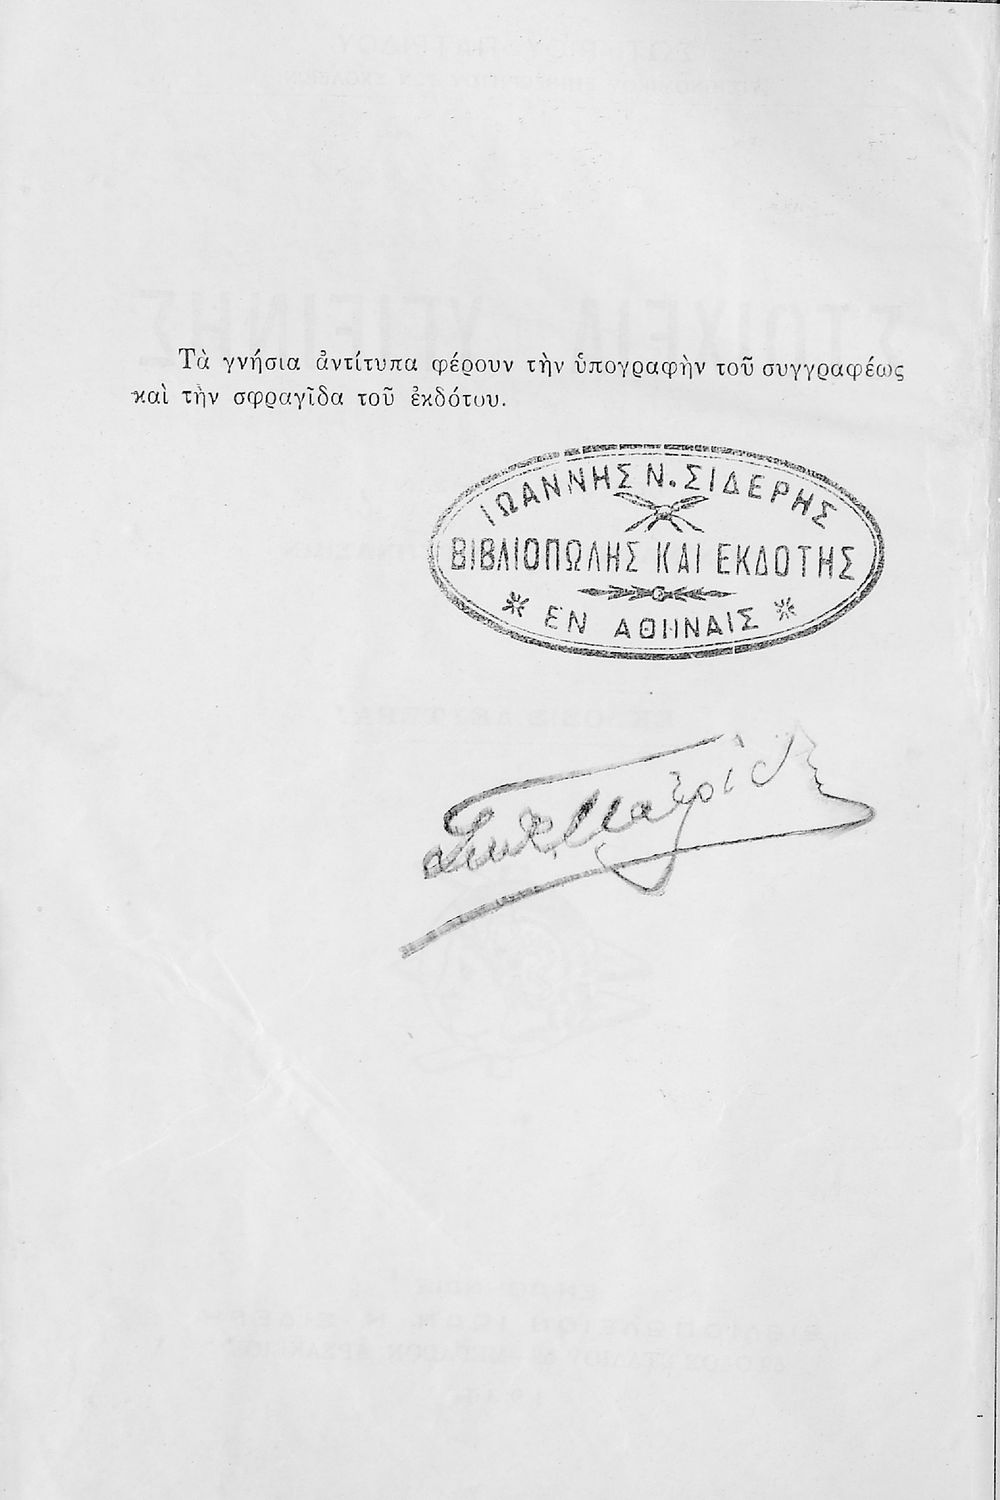 Τὰ γνήσια ἀντίτυπα φέρουν τὴν ὑπογραφὴν τοῦ συγγραφέως
καὶ τὴν σφραγῖδα τοῦ ἐκδότου.
ΙΩΑΝΝΗΣ Ν. ΣΙΔΕΡΗΣ
ΒΙΒΛΙΟΠΩΛΗΣ ΚΑΙ ΕΚΔΟΤΗΣ
ΕΝ ΑΘΗΝΑΙΣ